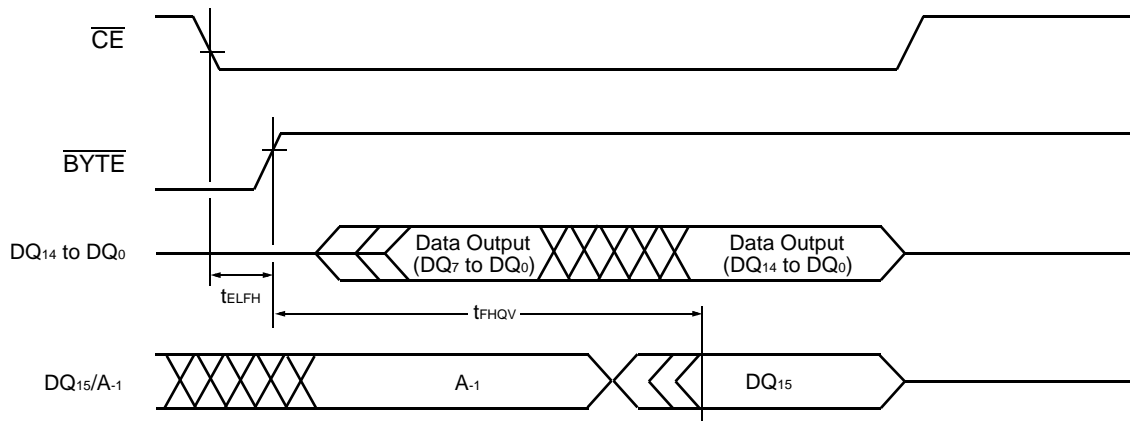 CE
BYTE
DQ14 to DQ0
Data Output
(DQ7 to DQ0)
Data Output
(DQ14 to DQ0)
tELFH
tFHQV
DQ15/A-1
A-1
DQ15